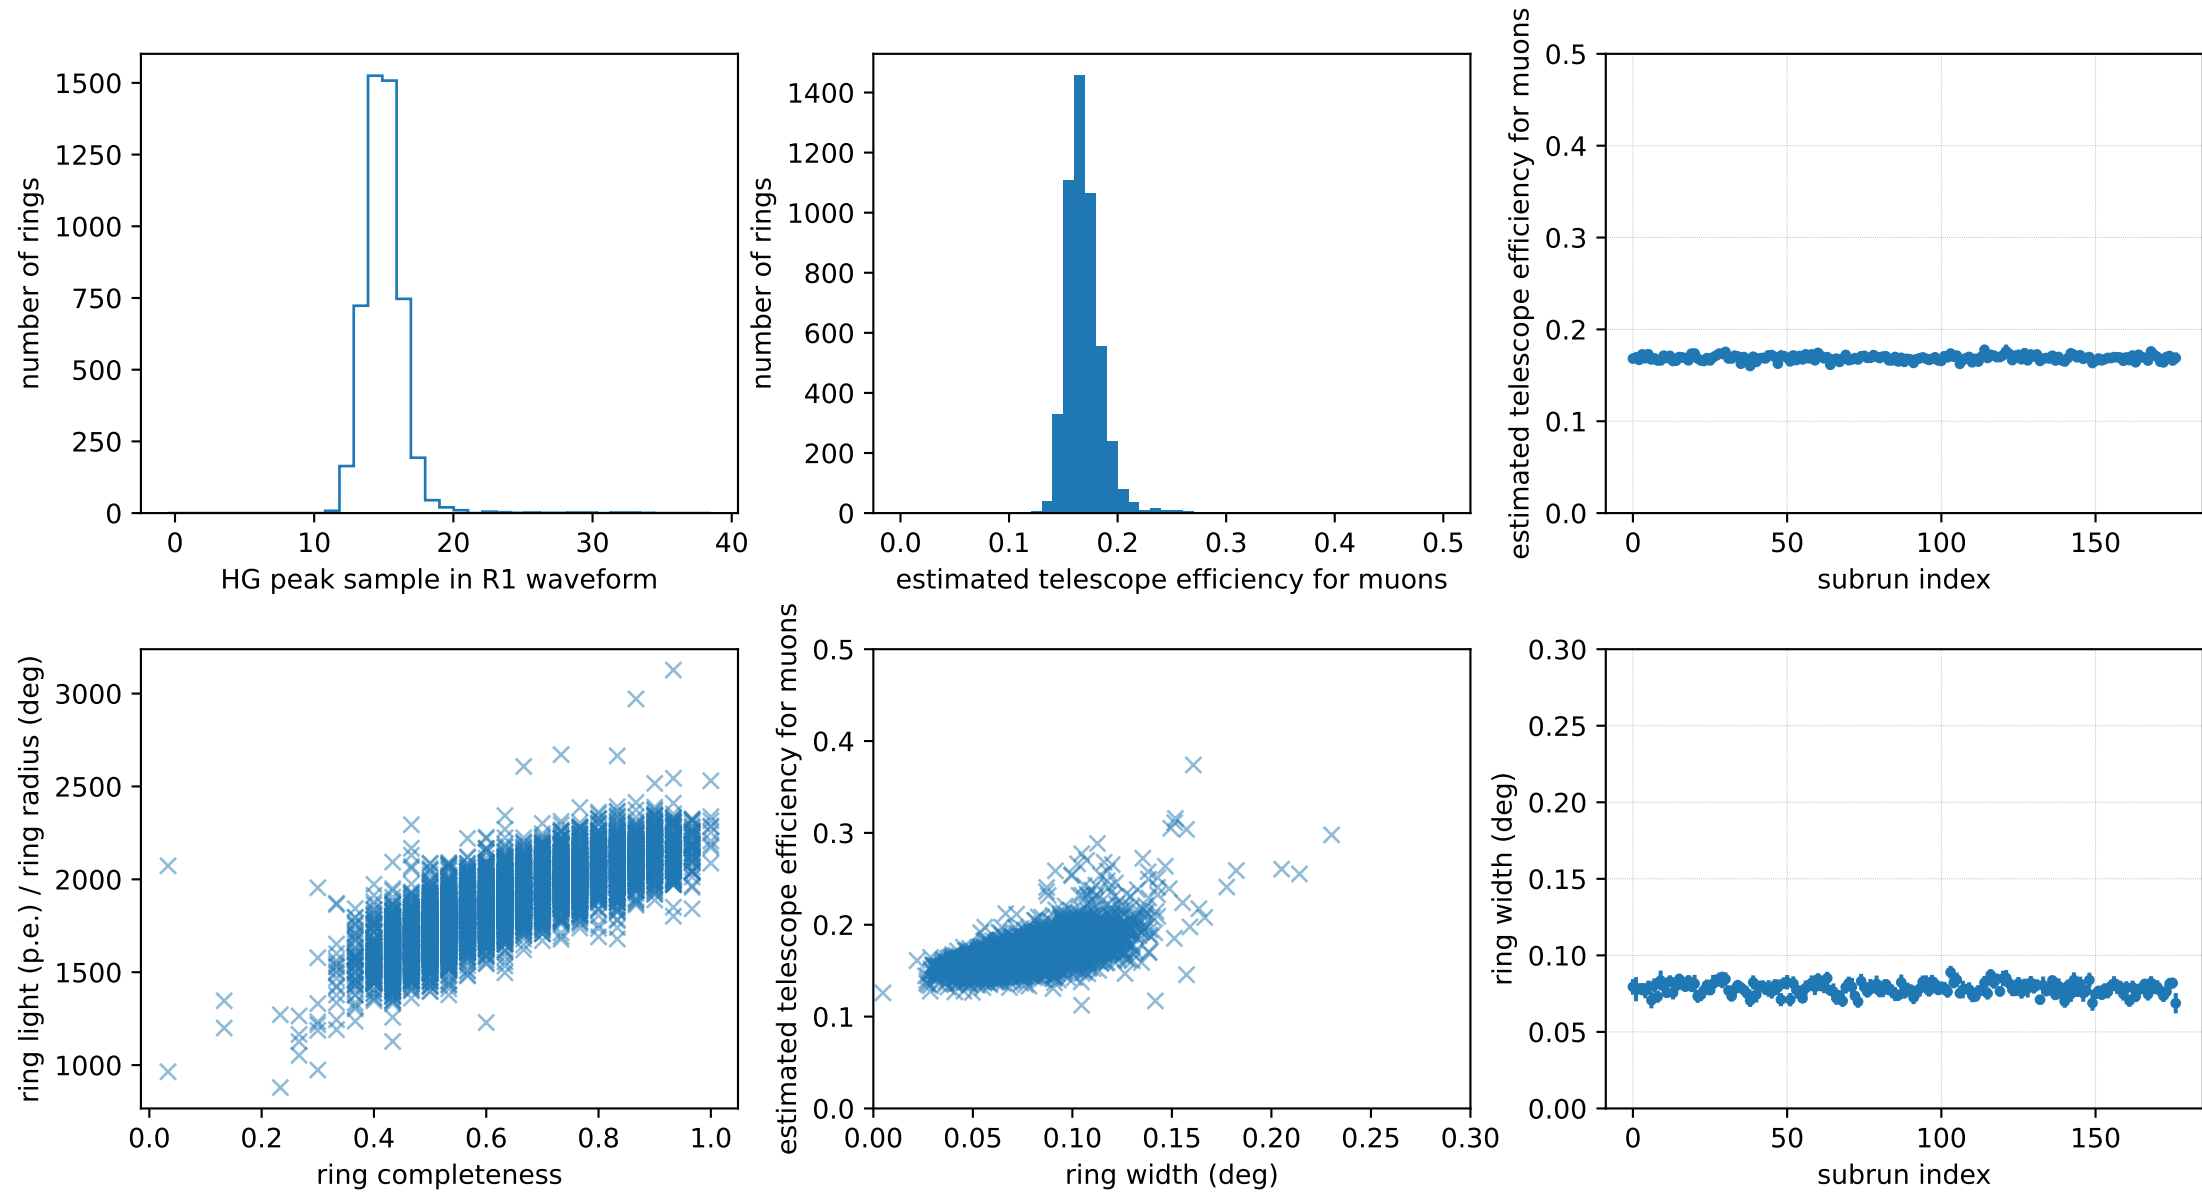 number of rings
1500
1250
1000
750
500
250
0
0 10 20 30 40
HG peak sample in R1 waveform
number of rings
1400
1200
1000
800
600
400
200
0
0.0 0.1 0.2 0.3 0.4 0.5
estimated telescope efficiency for muons
estimated telescope efficiency for muons
0.5
0.4
0.3
0.2
0.1
0.0
0 50 100 150
subrun index
ring light (p.e.) / ring radius (deg)
3000
2500
2000
1500
1000
0.0 0.2 0.4 0.6 0.8 1.0
ring completeness
estimated telescope efficiency for muons
0.5
0.4
0.3
0.2
0.1
0.0
0.00 0.05 0.10 0.15 0.20 0.25 0.30
ring width (deg)
ring width (deg)
0.30
0.25
0.20
0.15
0.10
0.05
0.00
0 50 100 150
subrun index